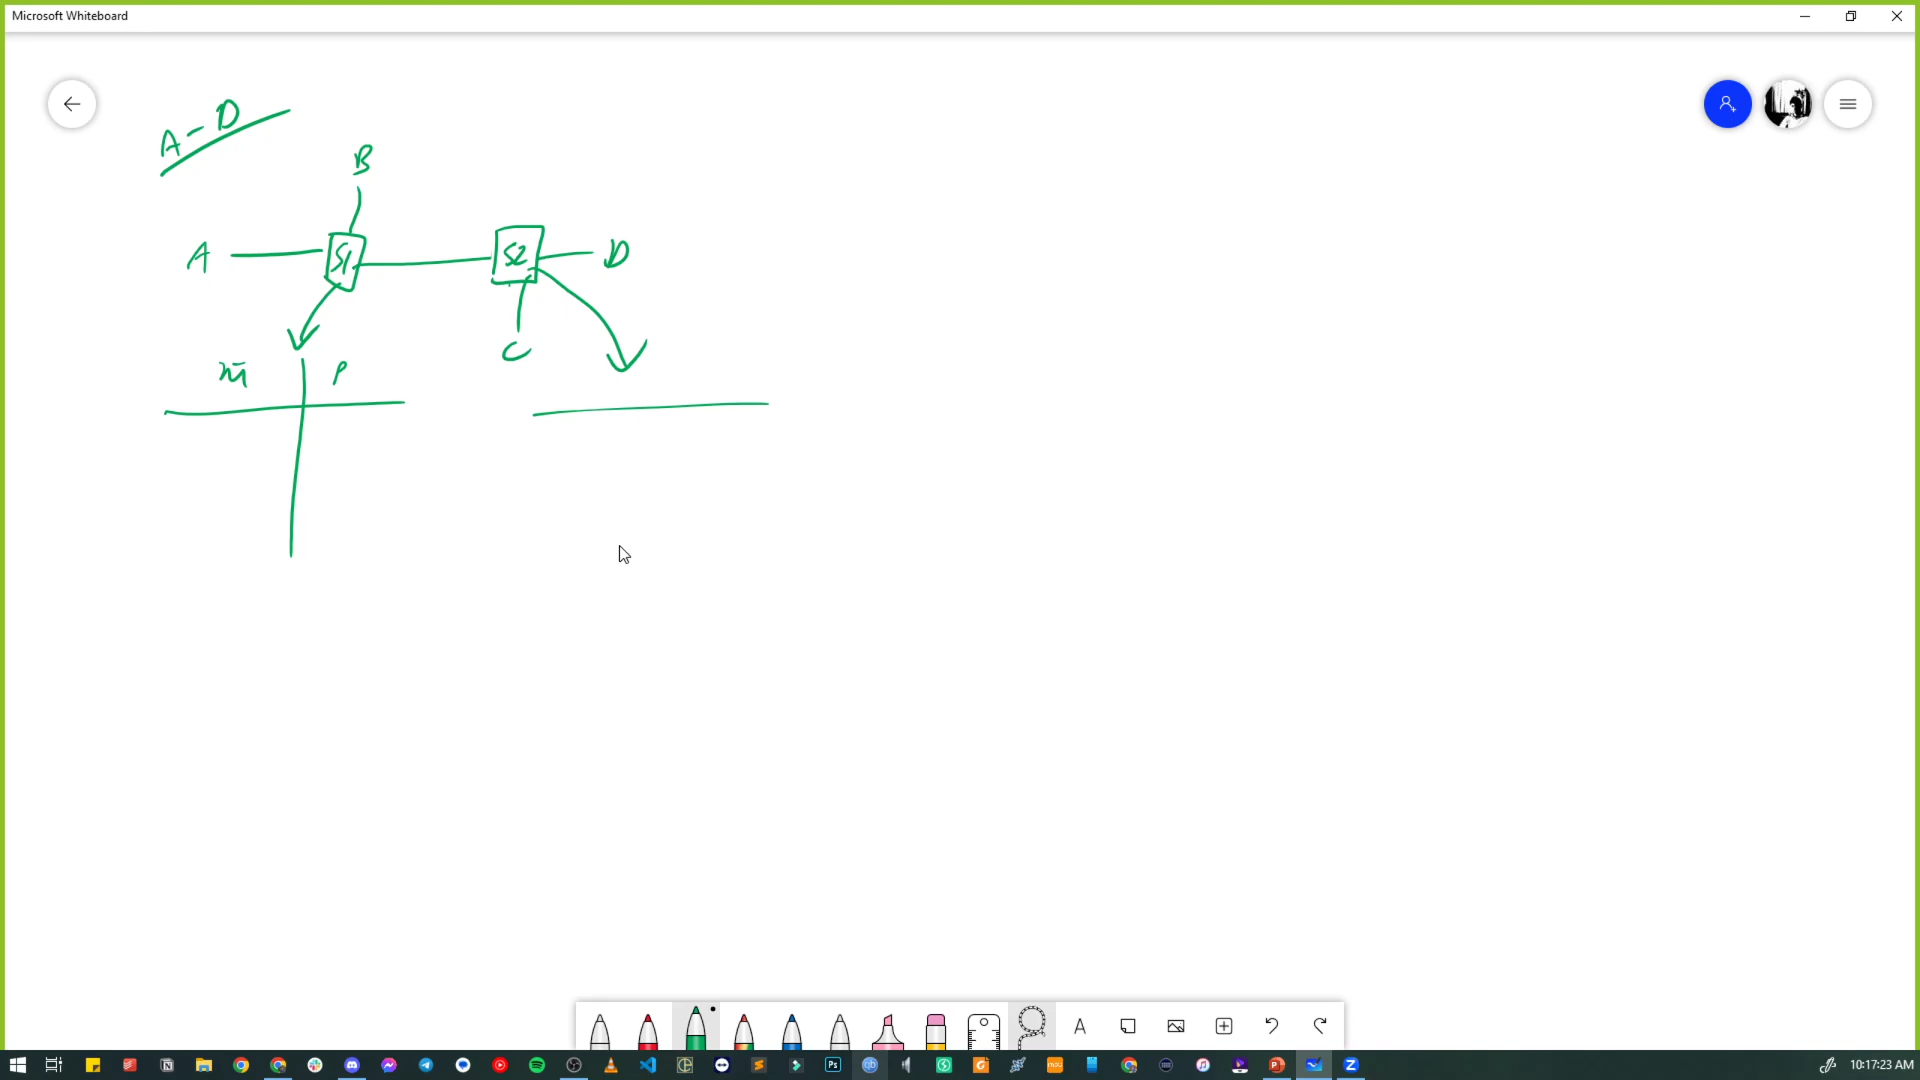 Microsoft Whiteboard
A - D
B
A S1 S2 D
C
M P
A
10:17:23 AM